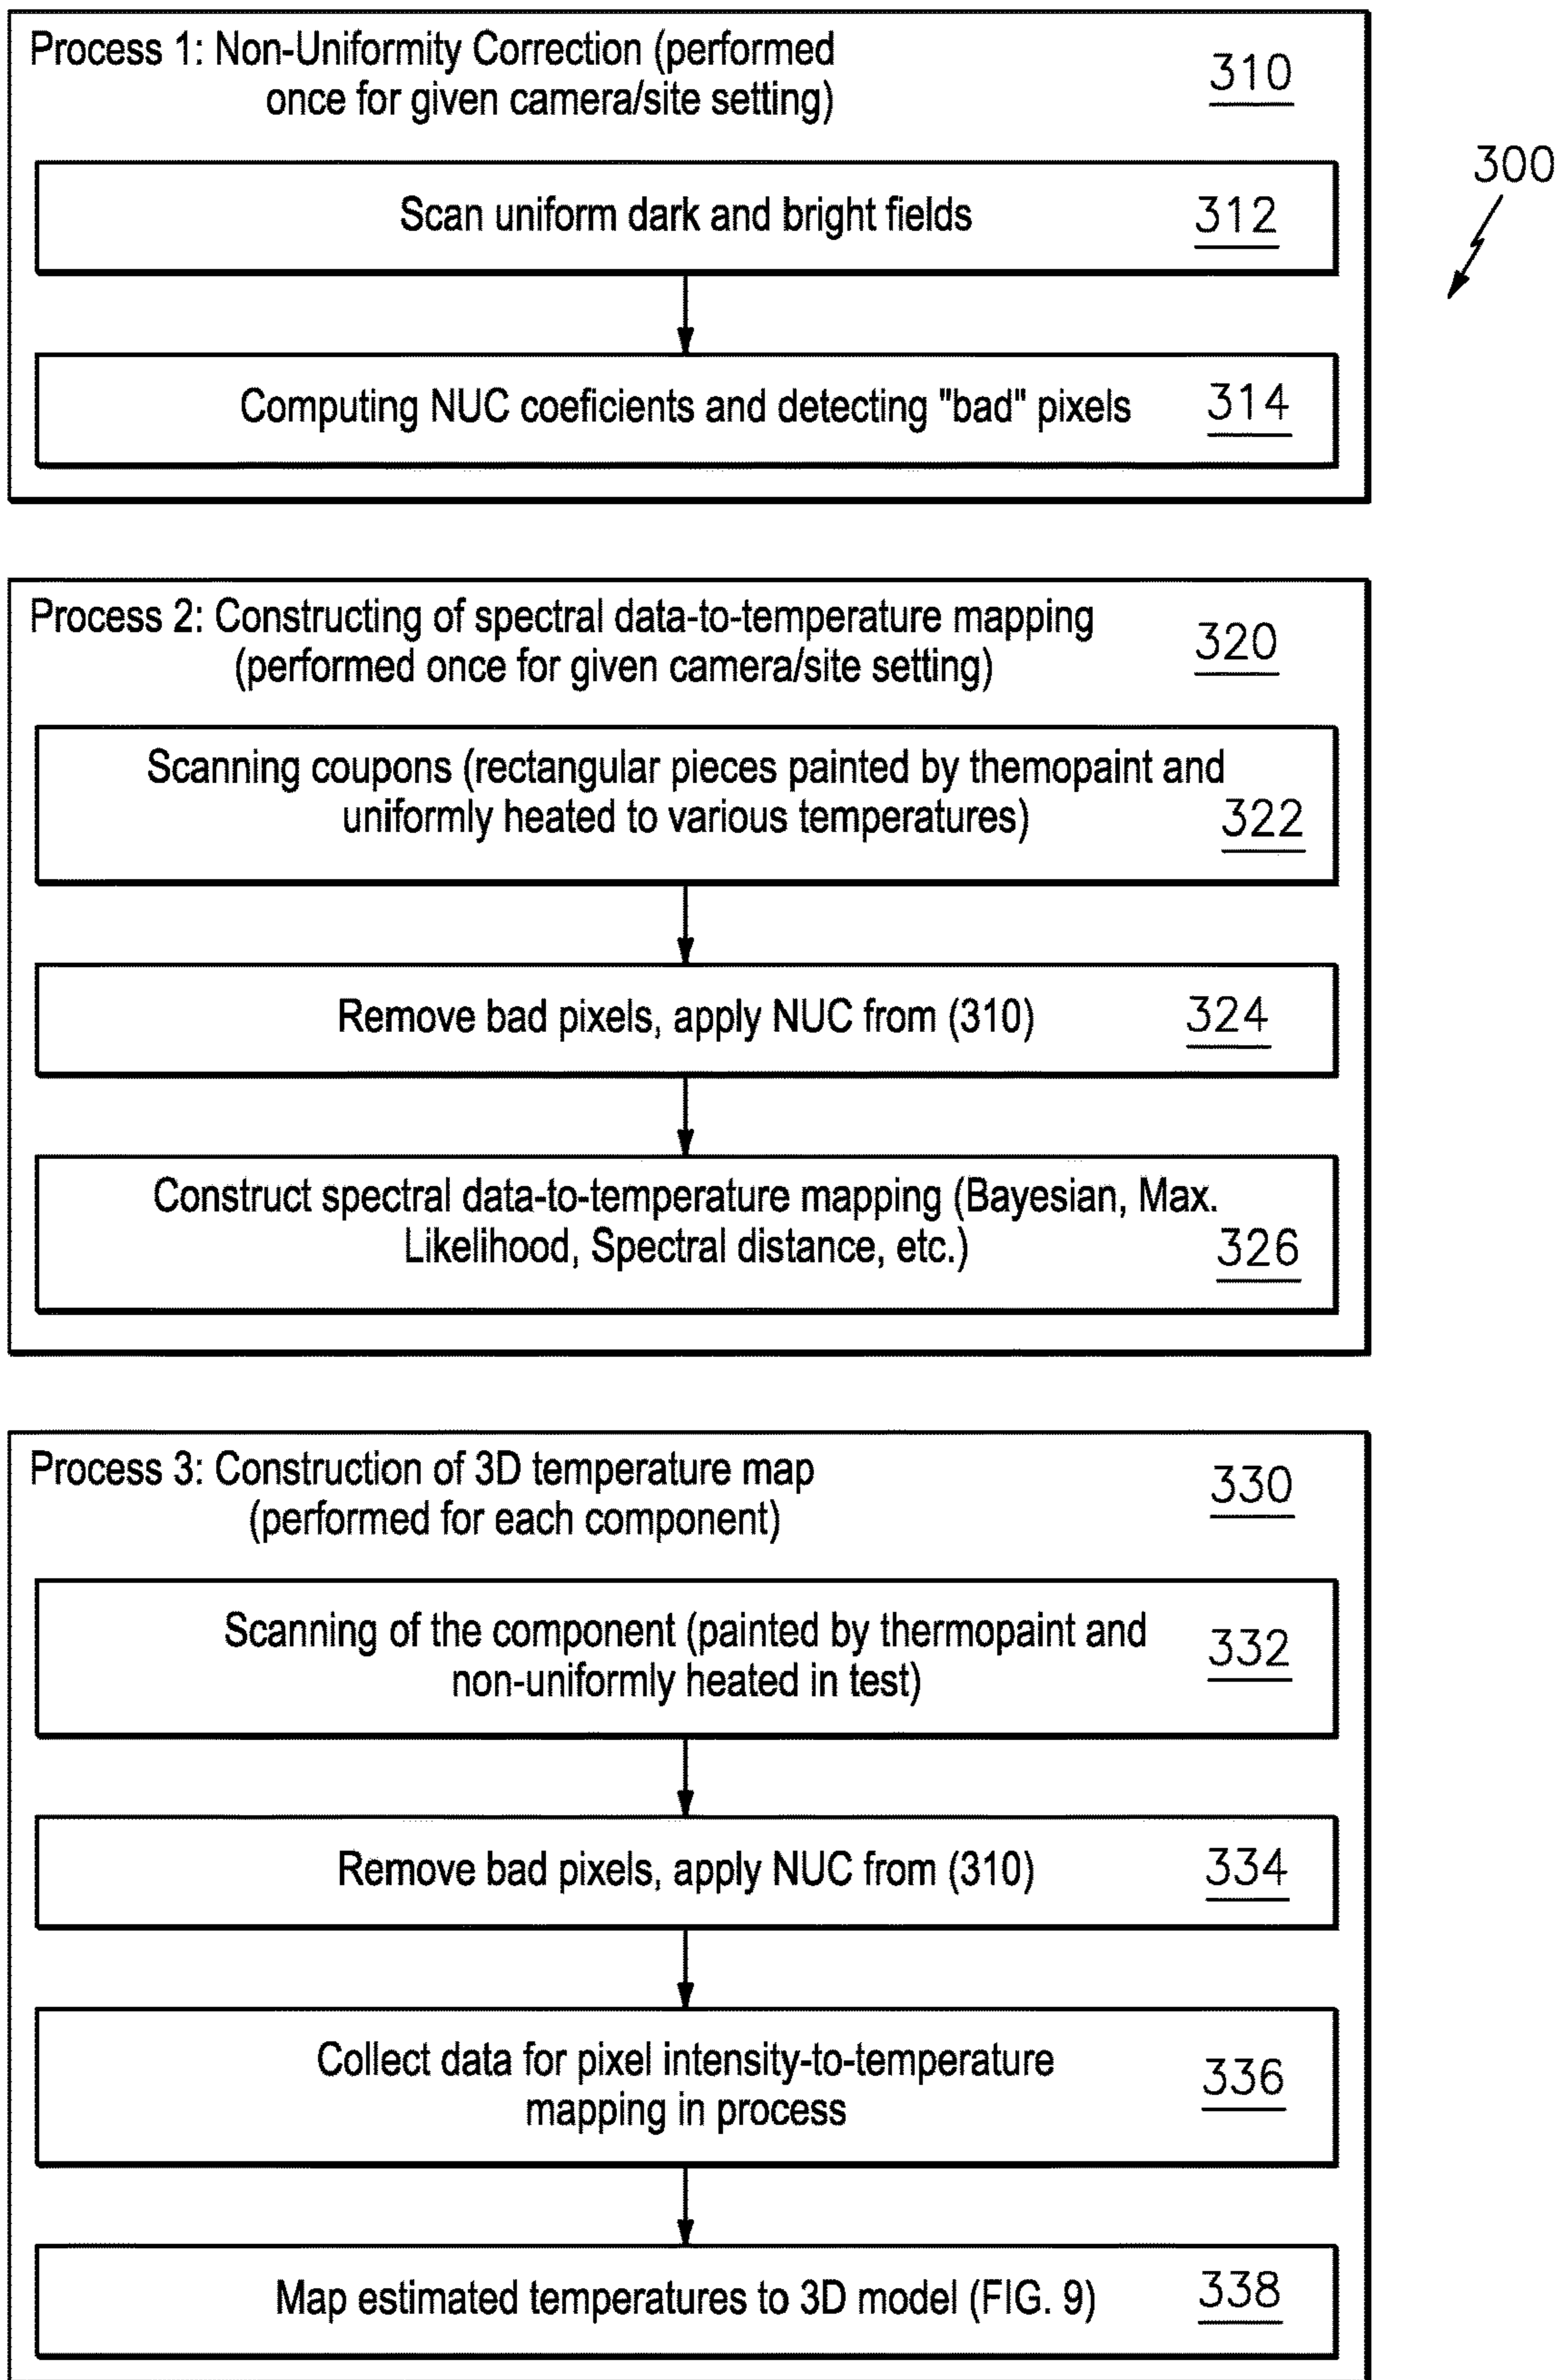 Process 1: Non-Uniformity Correction (performed
once for given camera/site setting)
310
300
Scan uniform dark and bright fields
312
Computing NUC coeficients and detecting "bad" pixels
314
Process 2: Constructing of spectral data-to-temperature mapping
(performed once for given camera/site setting)
320
Scanning coupons (rectangular pieces painted by themopaint and
uniformly heated to various temperatures)
322
Remove bad pixels, apply NUC from (310)
324
Construct spectral data-to-temperature mapping (Bayesian, Max.
Likelihood, Spectral distance, etc.)
326
Process 3: Construction of 3D temperature map
(performed for each component)
330
Scanning of the component (painted by thermopaint and
non-uniformly heated in test)
332
Remove bad pixels, apply NUC from (310)
334
Collect data for pixel intensity-to-temperature
mapping in process
336
Map estimated temperatures to 3D model (FIG. 9)
338